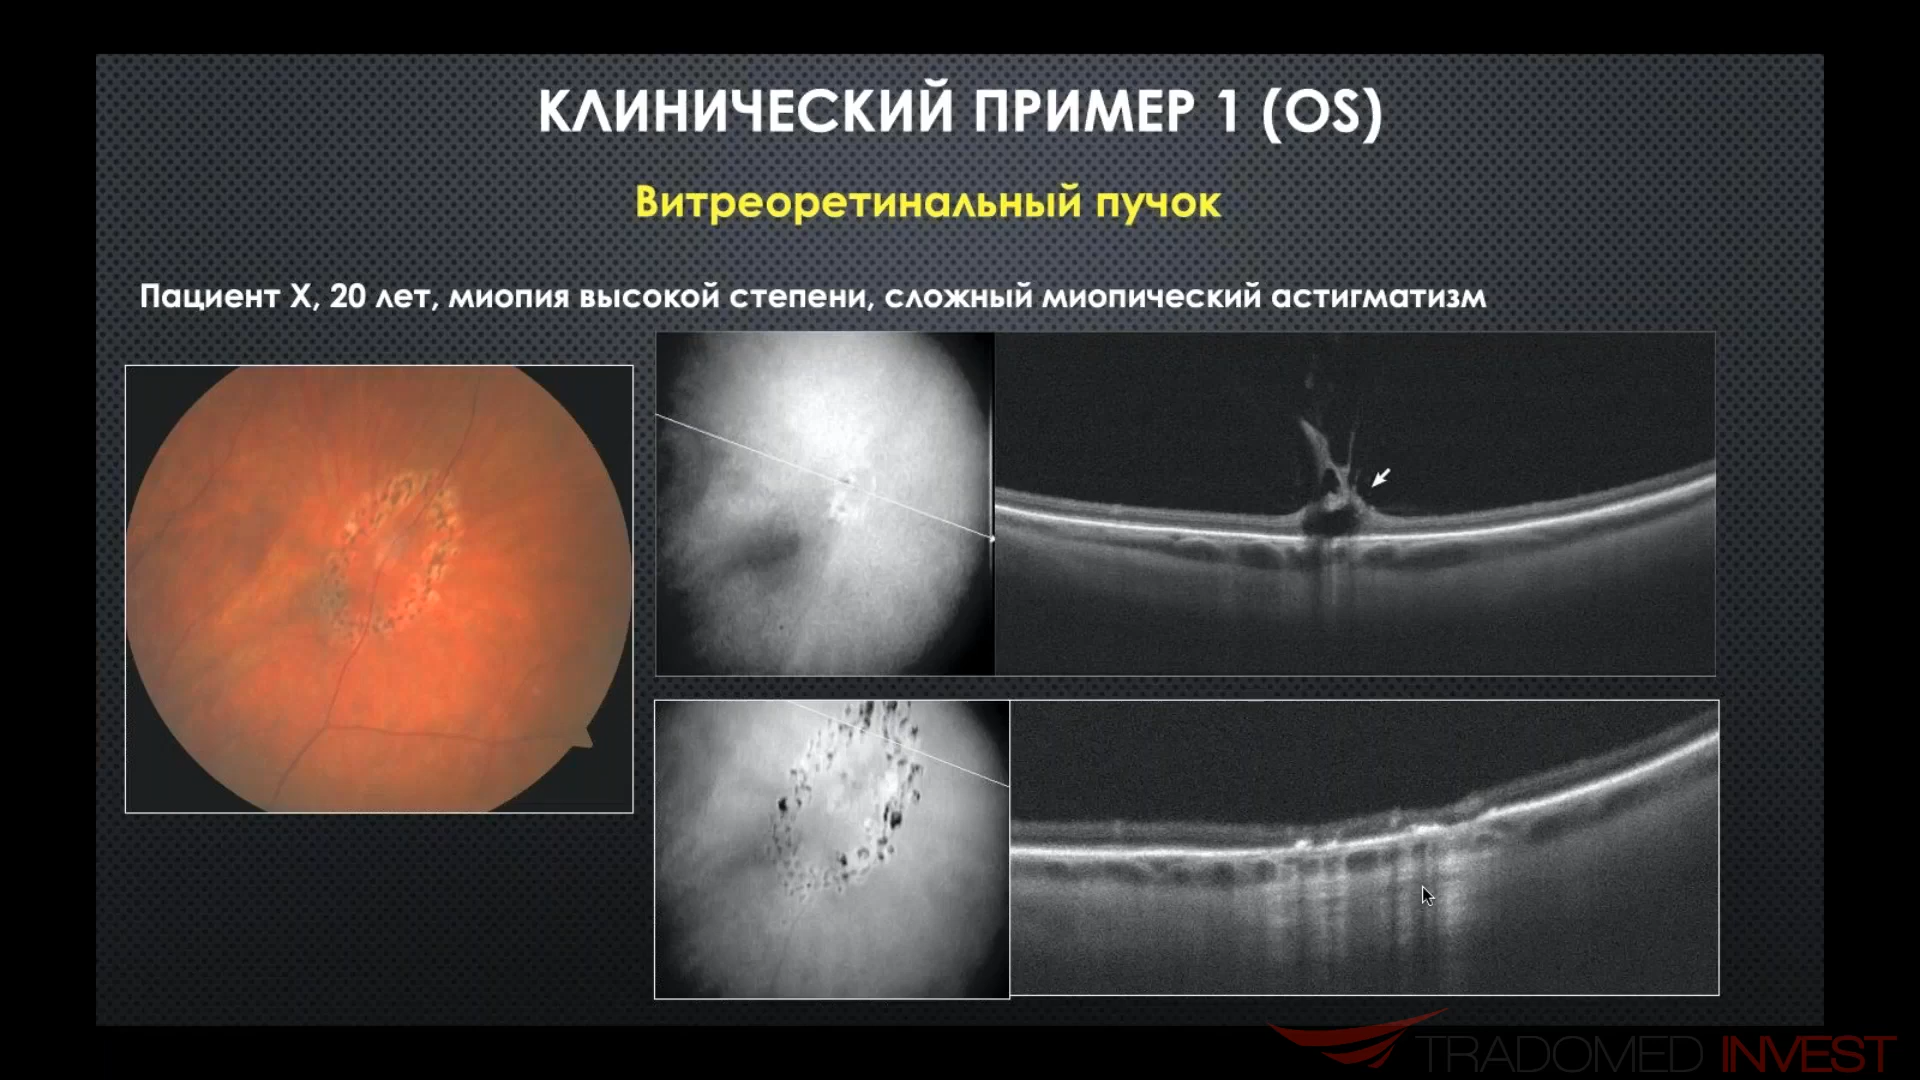 КЛИНИЧЕСКИЙ ПРИМЕР 1 (OS)
Витреоретинальный пучок
Пациент X, 20 лет, миопия высокой степени, сложный миопический астигматизм
TRADOMED INVEST